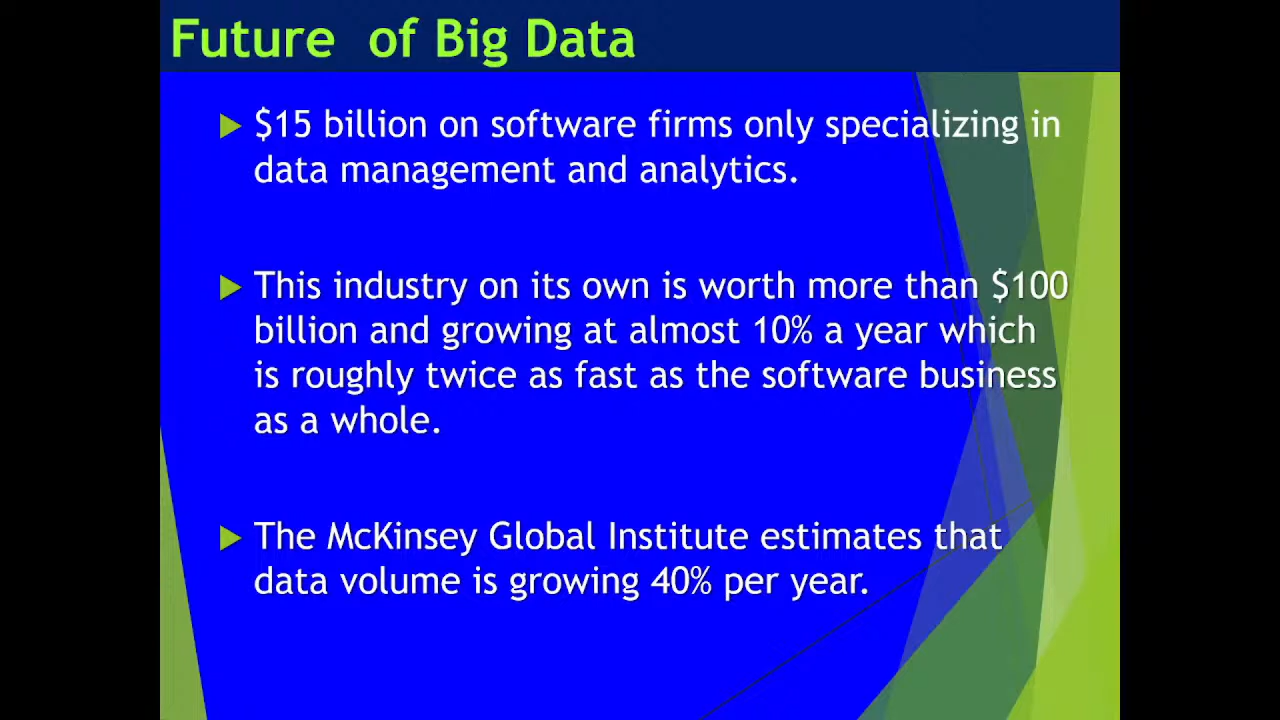 Future of Big Data
$15 billion on software firms only specializing in
data management and analytics.
This industry on its own is worth more than $100
billion and growing at almost 10% a year which
is roughly twice as fast as the software business
as a whole.
The McKinsey Global Institute estimates that
data volume is growing 40% per year.